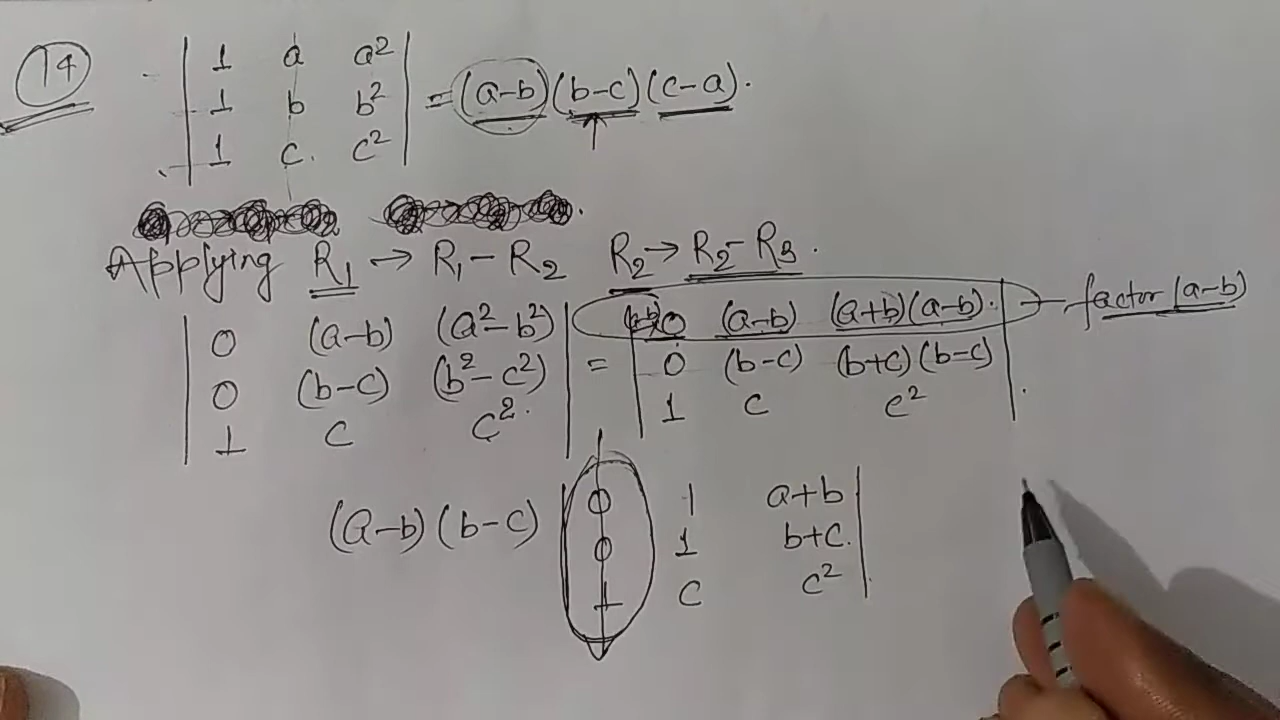 14
| 1 a a² |
| 1 b b² | = (a-b)(b-c)(c-a).
| 1 c. c² |
Applying R₁ → R₁ - R₂ R₂ → R₂ - R₃ .
| 0 (a-b) (a²-b²) | = | 0 (a-b) (a+b)(a-b). | → factor (a-b)
| 0 (b-c) (b²-c²) | | 0 (b-c) (b+c)(b-c) |
| 1 c c². | | 1 c c² | .
(a-b)(b-c) | 0 1 a+b |
| 0 1 b+c. |
| 1 c c² |